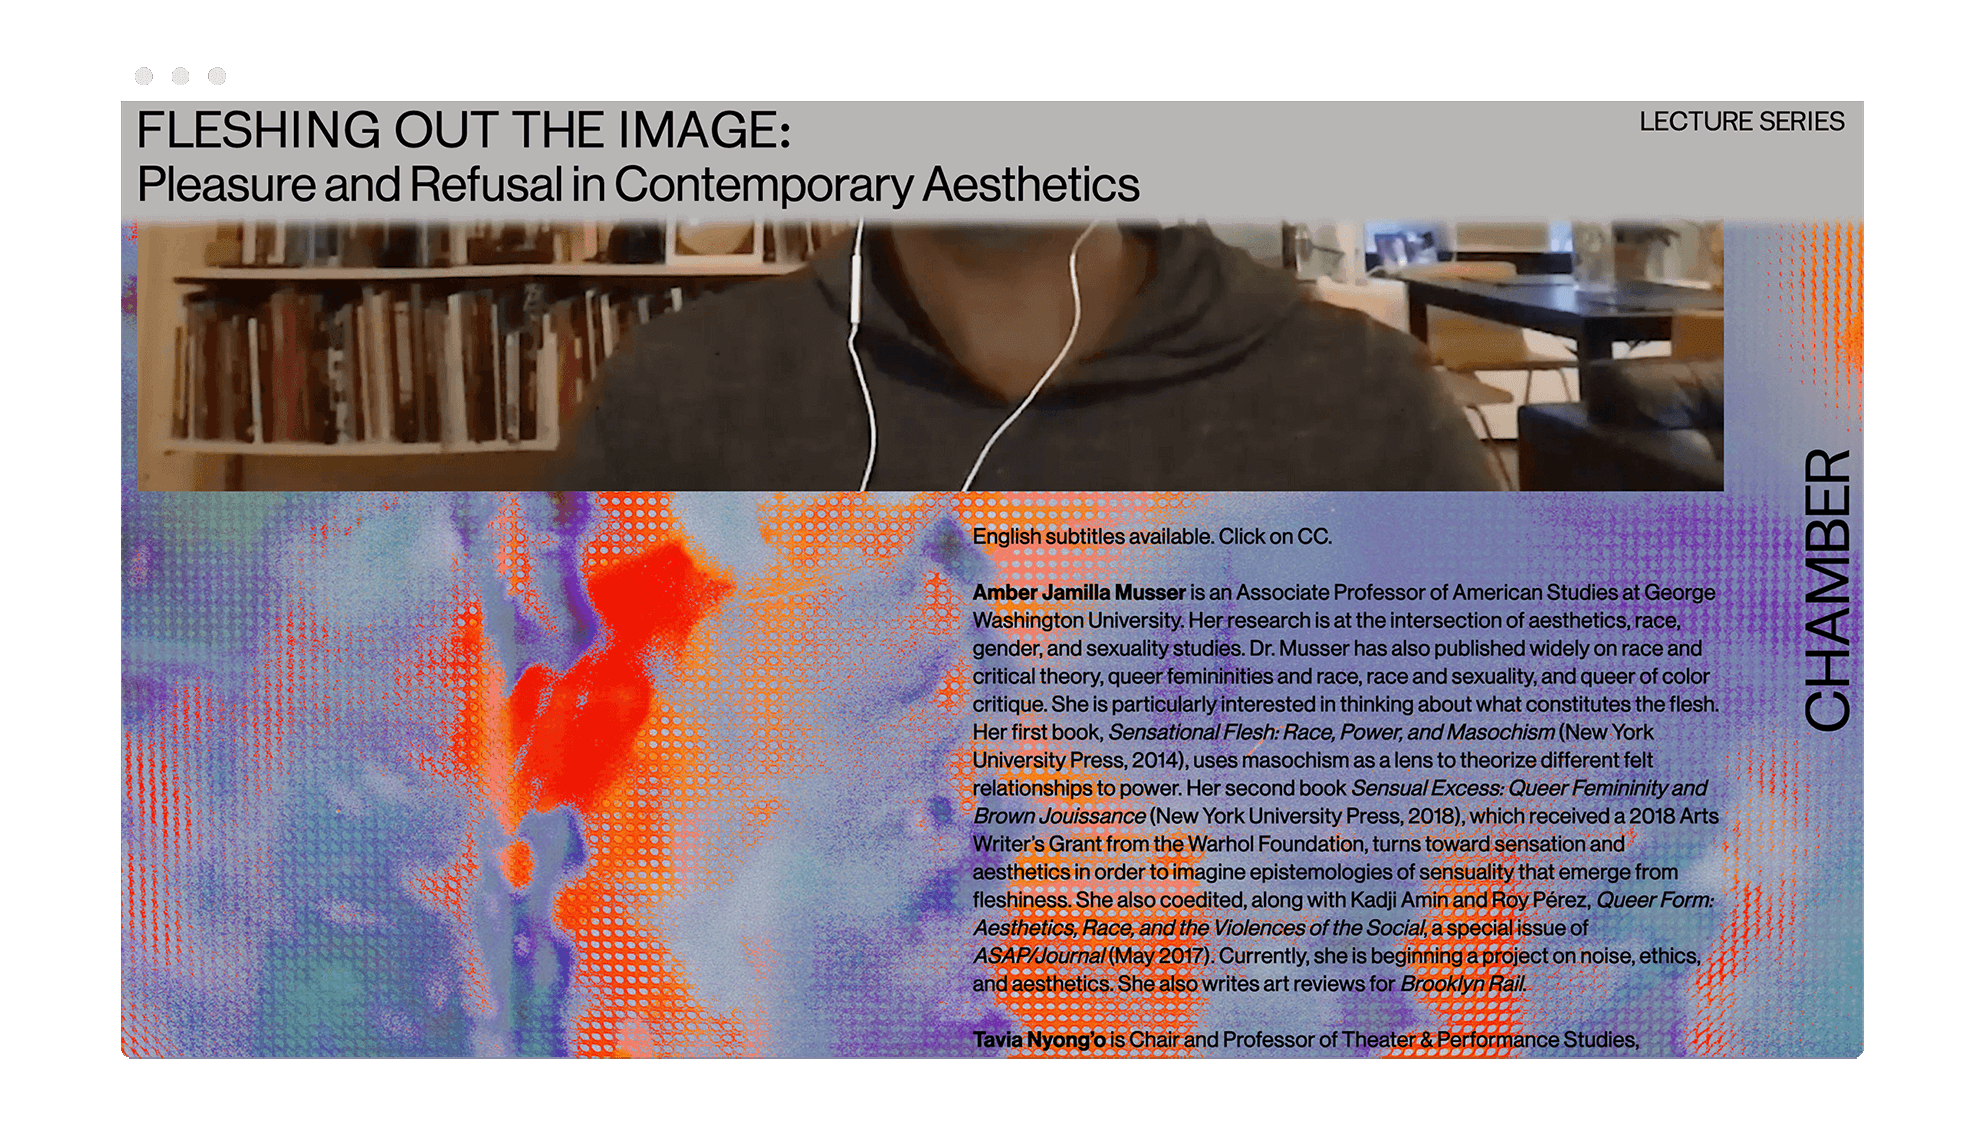 FLESHING OUT THE IMAGE:
Pleasure and Refusal in Contemporary Aesthetics
LECTURE SERIES
CHAMBER
English subtitles available. Click on CC.
Amber Jamilla Musser is an Associate Professor of American Studies at George
Washington University. Her research is at the intersection of aesthetics, race,
gender, and sexuality studies. Dr. Musser has also published widely on race and
critical theory, queer femininities and race, race and sexuality, and queer of color
critique. She is particularly interested in thinking about what constitutes the flesh.
Her first book, Sensational Flesh: Race, Power, and Masochism (New York
University Press, 2014), uses masochism as a lens to theorize different felt
relationships to power. Her second book Sensual Excess: Queer Femininity and
Brown Jouissance (New York University Press, 2018), which received a 2018 Arts
Writer's Grant from the Warhol Foundation, turns toward sensation and
aesthetics in order to imagine epistemologies of sensuality that emerge from
fleshiness. She also coedited, along with Kadji Amin and Roy Pérez, Queer Form:
Aesthetics, Race, and the Violences of the Social, a special issue of
ASAP/Journal (May 2017). Currently, she is beginning a project on noise, ethics,
and aesthetics. She also writes art reviews for Brooklyn Rail.
Tavia Nyong'o is Chair and Professor of Theater & Performance Studies,